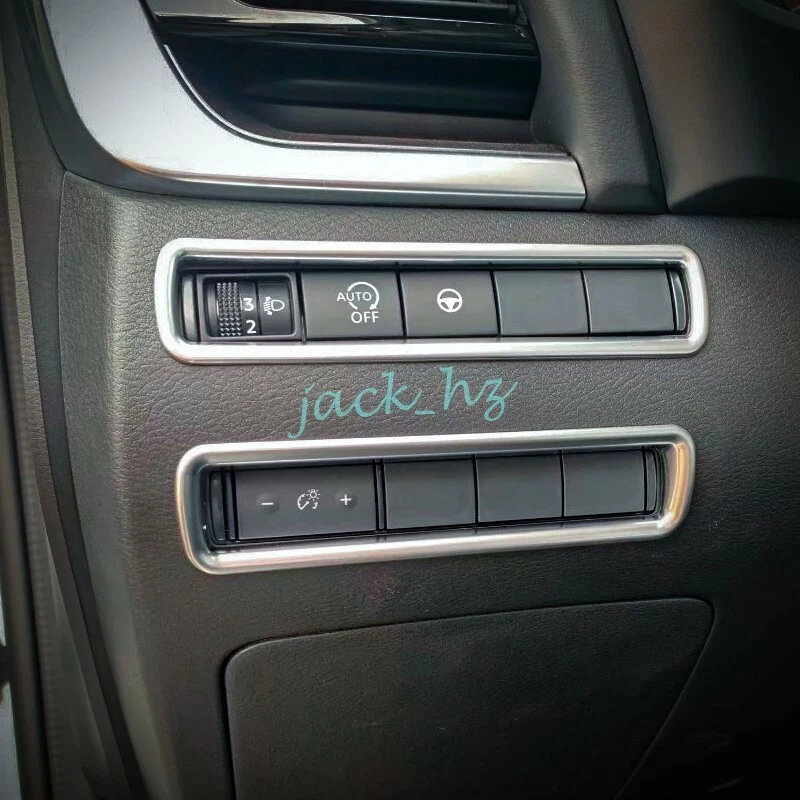 3
2
AUTO
OFF
jack_hz
- +